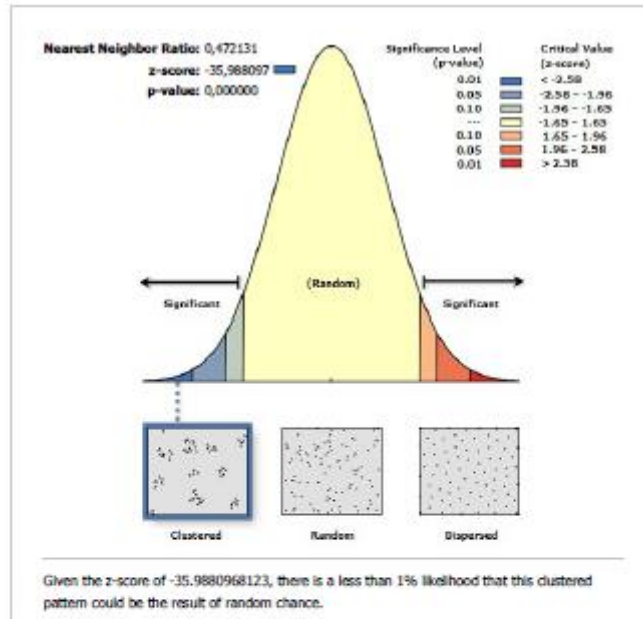 Nearest Neighbor Ratio: 0,472131
z-score: -35,988097
p-value: 0,000000
Significance Level
(p-value)
Critical Value
(z-score)
0.01 < -2.58
0.05 -2.58 - -1.96
0.10 -1.96 - -1.65
--- -1.65 - 1.65
0.10 1.65 - 1.96
0.05 1.96 - 2.58
0.01 > 2.58
(Random)
Significant
Significant
Clustered
Random
Dispersed
Given the z-score of -35.9880968123, there is a less than 1% likelihood that this clustered
pattern could be the result of random chance.